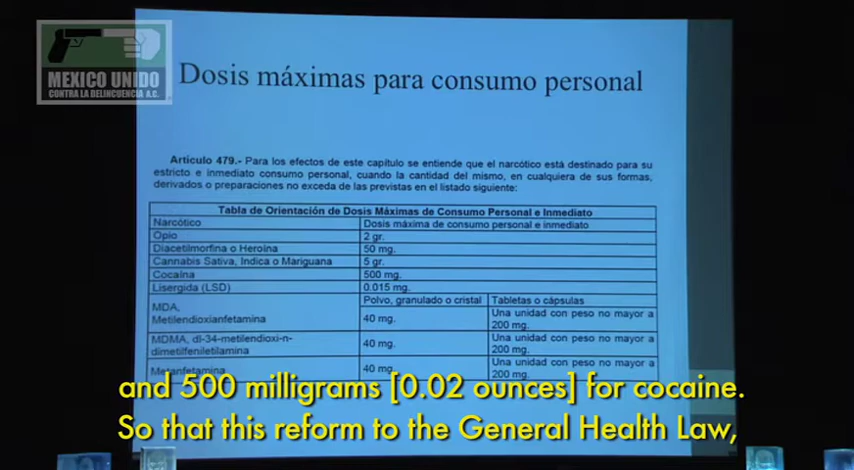 MEXICO UNIDO
CONTRA LA DELINCUENCIA A.C.
Dosis máximas para consumo personal
Artículo 479.- Para los efectos de este capítulo se entiende que el narcótico está destinado para su
estricto e inmediato consumo personal, cuando la cantidad del mismo, en cualquiera de sus formas,
derivados o preparaciones no exceda de las previstas en el listado siguiente:
Tabla de Orientación de Dosis Máximas de Consumo Personal e Inmediato
Narcótico Dosis máxima de consumo personal e inmediato
Opio 2 gr.
Diacetilmorfina o Heroína 50 mg.
Cannabis Sativa, Indica o Mariguana 5 gr.
Cocaína 500 mg.
Lisergida (LSD) 0.015 mg.
Polvo, granulado o cristal Tabletas o cápsulas
MDA,
Metilendioxianfetamina 40 mg. Una unidad con peso no mayor a
200 mg.
MDMA, dl-34-metilendioxi-n-
dimetilfeniletilamina 40 mg. Una unidad con peso no mayor a
200 mg.
Metanfetamina 40 mg. Una unidad con peso no mayor a
200 mg.
and 500 milligrams [0.02 ounces] for cocaine.
So that this reform to the General Health Law,